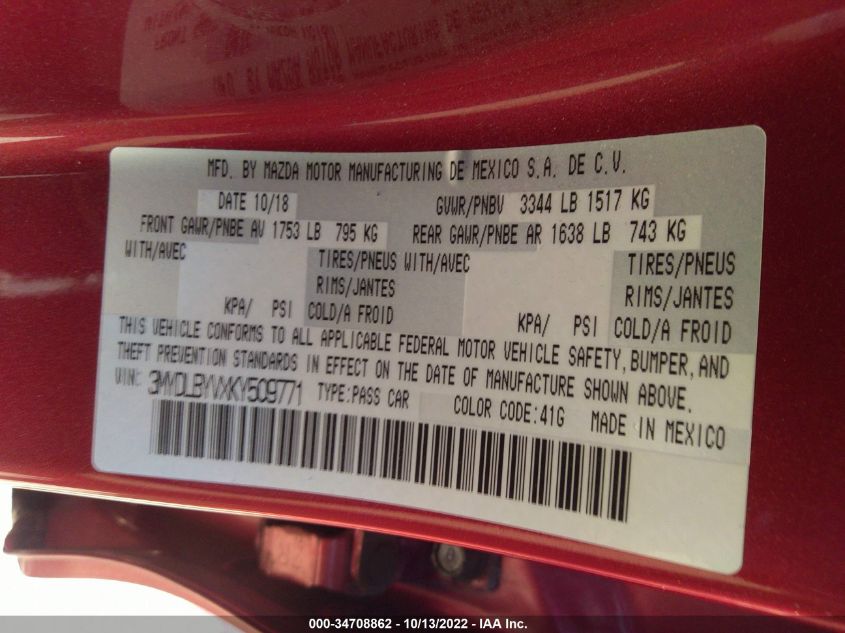 MFD. BY MAZDA MOTOR MANUFACTURING DE MEXICO S.A. DE C.V.
DATE 10/18 GVWR/PNBV 3344 LB 1517 KG
FRONT GAWR/PNBE AV 1753 LB 795 KG REAR GAWR/PNBE AR 1638 LB 743 KG
WITH/AVEC TIRES/PNEUS WITH/AVEC TIRES/PNEUS
RIMS/JANTES RIMS/JANTES
KPA/ PSI COLD/A FROID KPA/ PSI COLD/A FROID
THIS VEHICLE CONFORMS TO ALL APPLICABLE FEDERAL MOTOR VEHICLE SAFETY, BUMPER, AND
THEFT PREVENTION STANDARDS IN EFFECT ON THE DATE OF MANUFACTURE SHOWN ABOVE.
VIN: 3MYDLBYVXKY509771 TYPE:PASS CAR COLOR CODE:41G MADE IN MEXICO
000-34708862 - 10/13/2022 - IAA Inc.